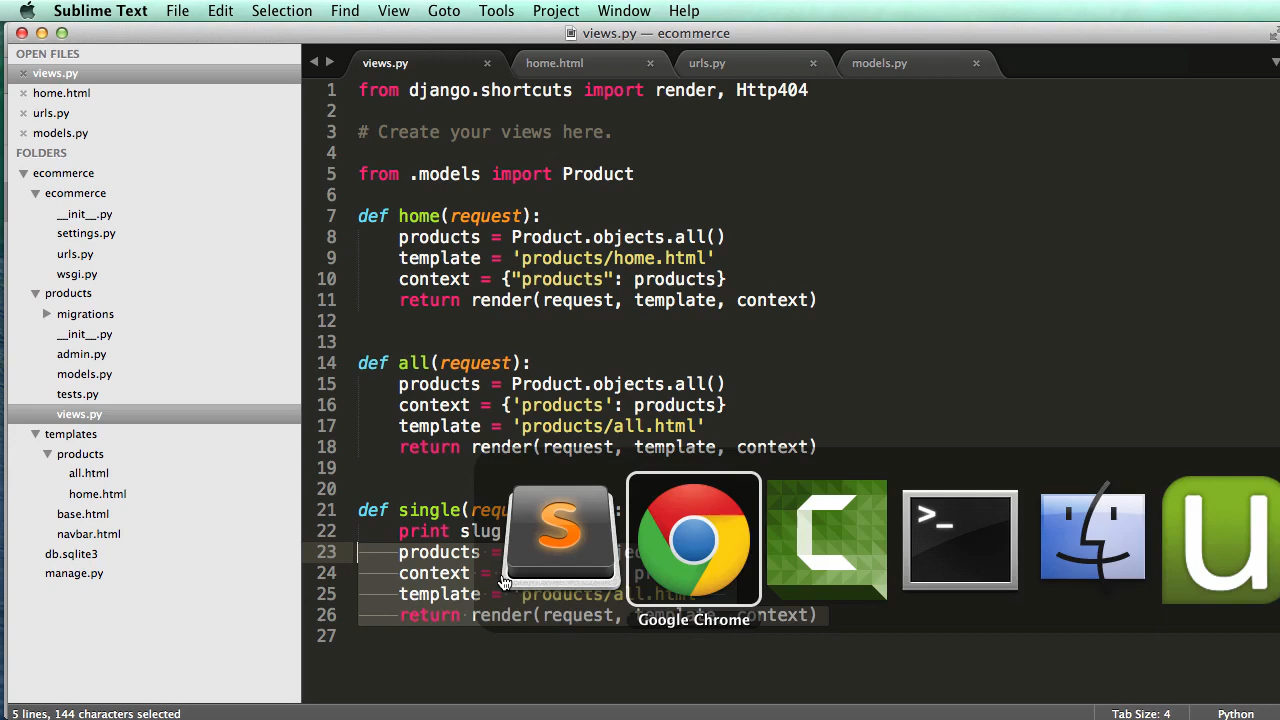 Sublime Text File Edit Selection Find View Goto Tools Project Window Help
views.py — ecommerce
OPEN FILES
views.py
home.html
urls.py
models.py
FOLDERS
ecommerce
ecommerce
__init__.py
settings.py
urls.py
wsgi.py
products
migrations
__init__.py
admin.py
models.py
tests.py
views.py
templates
products
all.html
home.html
base.html
navbar.html
db.sqlite3
manage.py
views.py home.html urls.py models.py
1 from django.shortcuts import render, Http404
2
3 # Create your views here.
4
5 from .models import Product
6
7 def home(request):
8 products = Product.objects.all()
9 template = 'products/home.html'
10 context = {"products": products}
11 return render(request, template, context)
12
13
14 def all(request):
15 products = Product.objects.all()
16 context = {'products': products}
17 template = 'products/all.html'
18 return render(request, template, context)
19
20
21 def single(requ :
22 print slug
23 products =
24 context =
25 template = 'products/all.html'
26 return render(request, template, context)
27
Google Chrome
5 lines, 144 characters selected
Tab Size: 4 Python